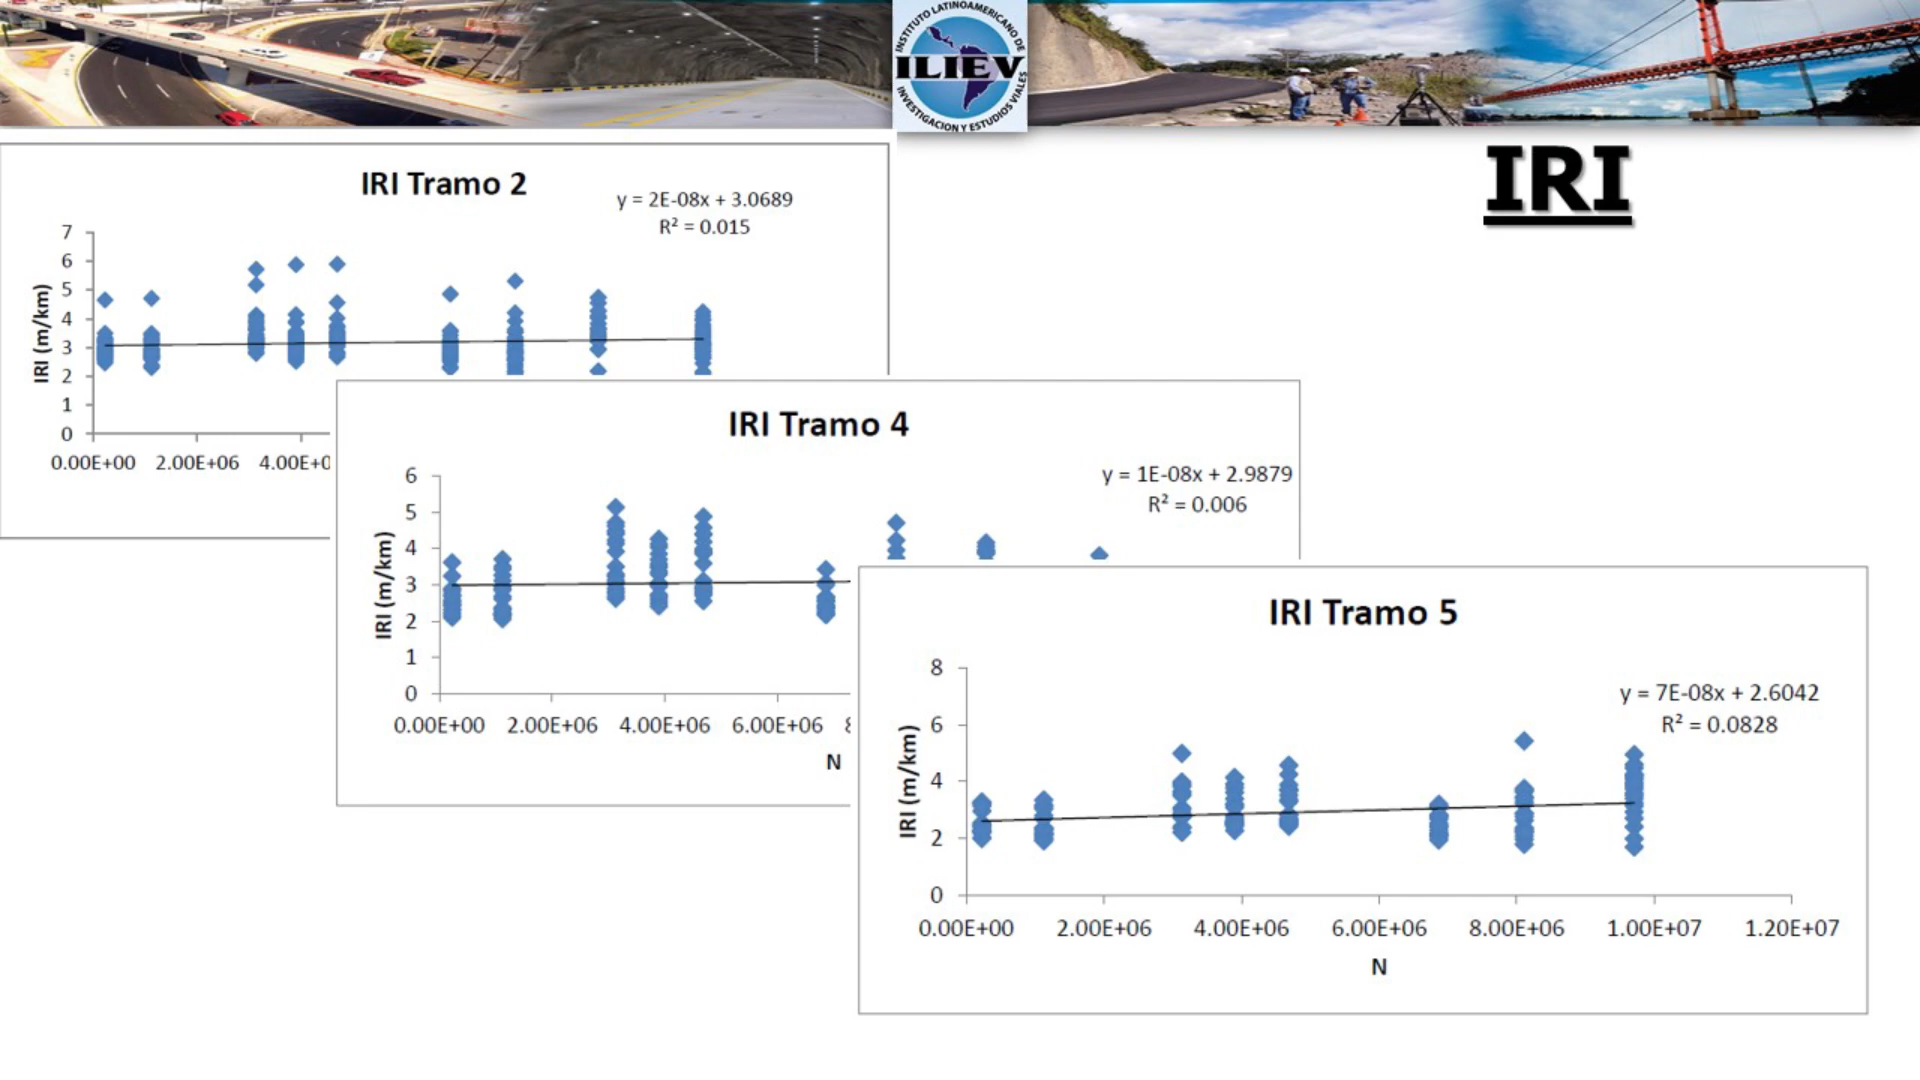 INSTITUTO LATINOAMERICANO DE
ILIEV
INVESTIGACION Y ESTUDIOS VIALES
IRI
IRI Tramo 2
y = 2E-08x + 3.0689
R² = 0.015
IRI (m/km)
7
6
5
4
3
2
1
0
0.00E+00 2.00E+06 4.00E+0
IRI Tramo 4
y = 1E-08x + 2.9879
R² = 0.006
IRI (m/km)
6
5
4
3
2
1
0
0.00E+00 2.00E+06 4.00E+06 6.00E+06
N
IRI Tramo 5
y = 7E-08x + 2.6042
R² = 0.0828
IRI (m/km)
8
6
4
2
0
0.00E+00 2.00E+06 4.00E+06 6.00E+06 8.00E+06 1.00E+07 1.20E+07
N